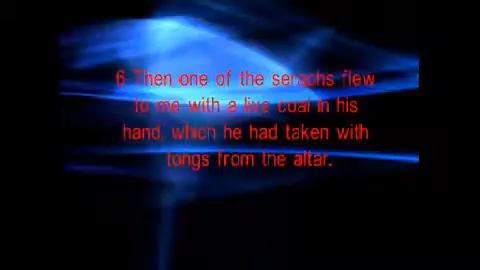 6 Then one of the seraphs flew
to me with a live coal in his
hand, which he had taken with
tongs from the altar.